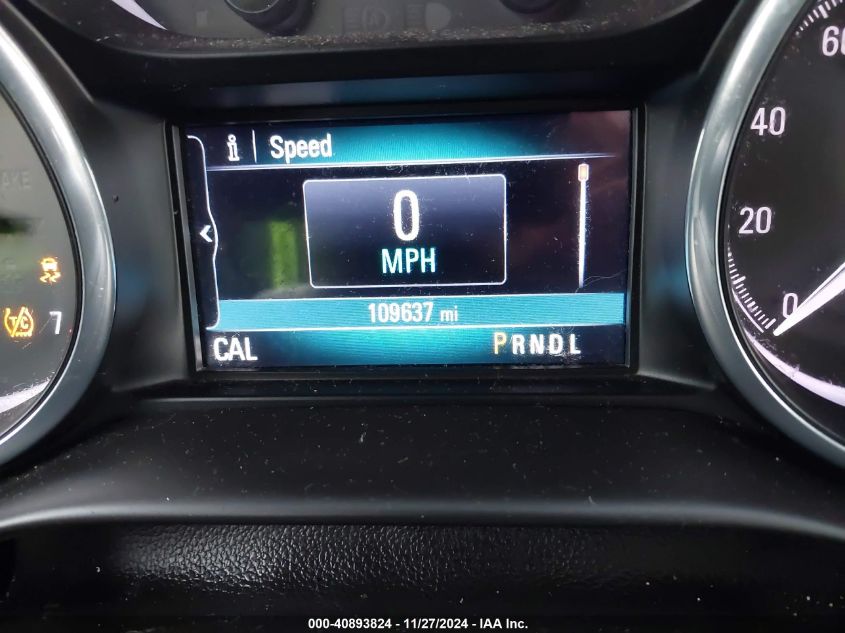 Speed
0
MPH
109637 mi
CAL
PRNDL
60
40
20
0
7
TC
000-40893824 - 11/27/2024 - IAA Inc.